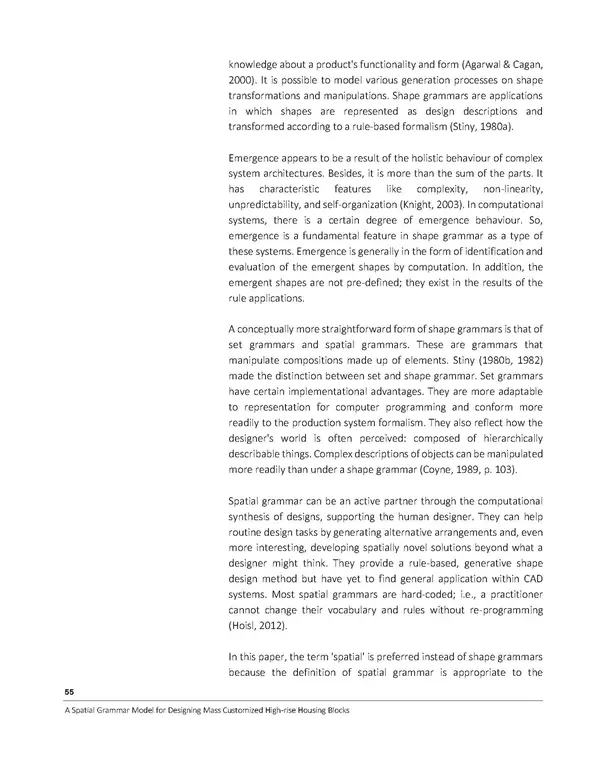 knowledge about a product's functionality and form (Agarwal & Cagan,
2000). It is possible to model various generation processes on shape
transformations and manipulations. Shape grammars are applications
in which shapes are represented as design descriptions and
transformed according to a rule-based formalism (Stiny, 1980a).
Emergence appears to be a result of the holistic behaviour of complex
system architectures. Besides, it is more than the sum of the parts. It
has characteristic features like complexity, non-linearity,
unpredictability, and self-organization (Knight, 2003). In computational
systems, there is a certain degree of emergence behaviour. So,
emergence is a fundamental feature in shape grammar as a type of
these systems. Emergence is generally in the form of identification and
evaluation of the emergent shapes by computation. In addition, the
emergent shapes are not pre-defined; they exist in the results of the
rule applications.
A conceptually more straightforward form of shape grammars is that of
set grammars and spatial grammars. These are grammars that
manipulate compositions made up of elements. Stiny (1980b, 1982)
made the distinction between set and shape grammar. Set grammars
have certain implementational advantages. They are more adaptable
to representation for computer programming and conform more
readily to the production system formalism. They also reflect how the
designer's world is often perceived: composed of hierarchically
describable things. Complex descriptions of objects can be manipulated
more readily than under a shape grammar (Coyne, 1989, p. 103).
Spatial grammar can be an active partner through the computational
synthesis of designs, supporting the human designer. They can help
routine design tasks by generating alternative arrangements and, even
more interesting, developing spatially novel solutions beyond what a
designer might think. They provide a rule-based, generative shape
design method but have yet to find general application within CAD
systems. Most spatial grammars are hard-coded; i.e., a practitioner
cannot change their vocabulary and rules without re-programming
(Hoisl, 2012).
In this paper, the term 'spatial' is preferred instead of shape grammars
because the definition of spatial grammar is appropriate to the
55
A Spatial Grammar Model for Designing Mass Customized High-rise Housing Blocks